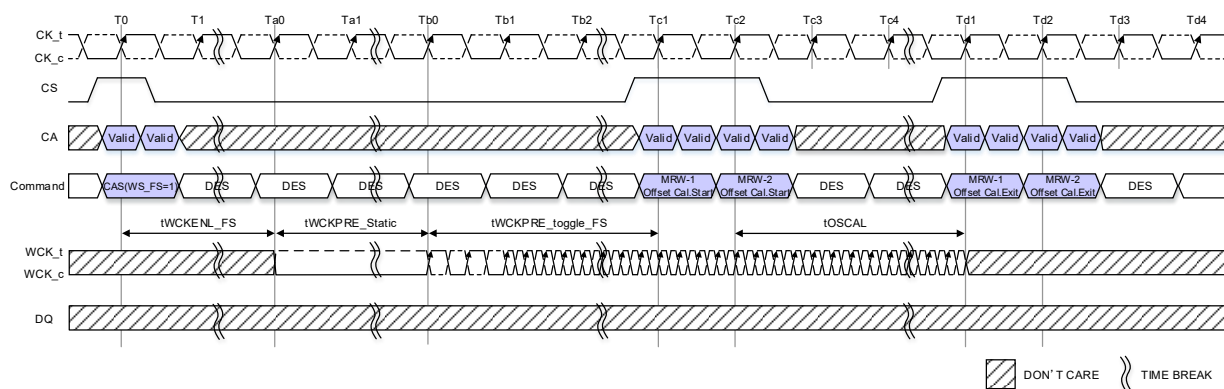 T0 T1 Ta0 Ta1 Tb0 Tb1 Tb2 Tc1 Tc2 Tc3 Tc4 Td1 Td2 Td3 Td4
CK_t
CK_c
CS
CA Valid Valid Valid Valid Valid Valid Valid Valid Valid Valid
Command CAS(WS_FS=1) DES DES DES DES DES DES MRW-1 Offset Cal.Start MRW-2 Offset Cal.Start DES DES MRW-1 Offset Cal.Exit MRW-2 Offset Cal.Exit DES
tWCKENL_FS tWCKPRE_Static tWCKPRE_toggle_FS tOSCAL
WCK_t
WCK_c
DQ
DON'T CARE TIME BREAK